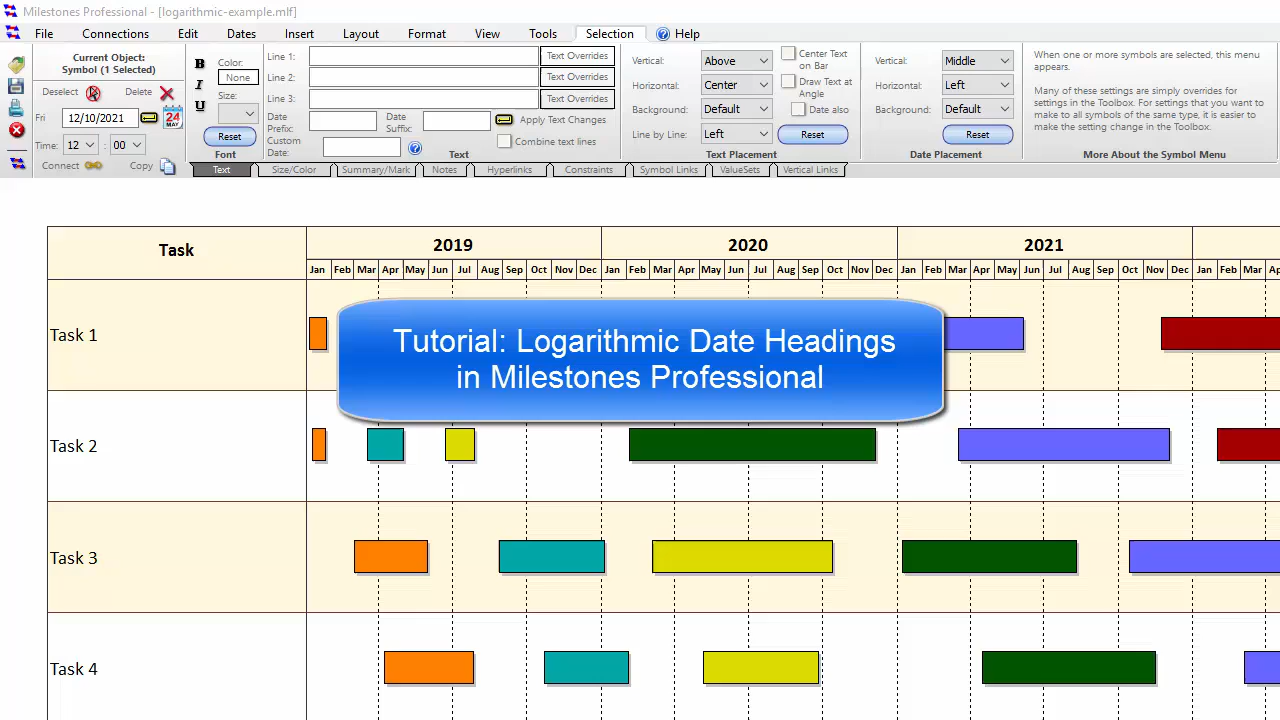 Milestones Professional - [logarithmic-example.mlf]
File Connections Edit Dates Insert Layout Format View Tools Selection Help
Current Object:
Symbol (1 Selected)
Deselect Delete
Fri 12/10/2021 24 MAY
Time: 12 : 00
Connect Copy
B Color:
I None
U Size:
Reset
Font
Line 1: Text Overrides
Line 2: Text Overrides
Line 3: Text Overrides
Date Prefix: Date Suffix: Apply Text Changes
Custom Date: Combine text lines
Text
Vertical: Above Center Text on Bar
Horizontal: Center Draw Text at Angle
Background: Default Date also
Line by Line: Left Reset
Text Placement
Vertical: Middle
Horizontal: Left
Background: Default
Reset
Date Placement
When one or more symbols are selected, this menu
appears.
Many of these settings are simply overrides for
settings in the Toolbox. For settings that you want
to make to all symbols of the same type, it is easier to
make the setting change in the Toolbox.
More About the Symbol Menu
Text Size/Color Summary/Mark Notes Hyperlinks Constraints Symbol Links ValueSets Vertical Links
Task 2019 2020 2021
Jan Feb Mar Apr May Jun Jul Aug Sep Oct Nov Dec Jan Feb Mar Apr May Jun Jul Aug Sep Oct Nov Dec Jan Feb Mar Apr May Jun Jul Aug Sep Oct Nov Dec Jan Feb Mar Ap
Task 1
Tutorial: Logarithmic Date Headings
in Milestones Professional
Task 2
Task 3
Task 4